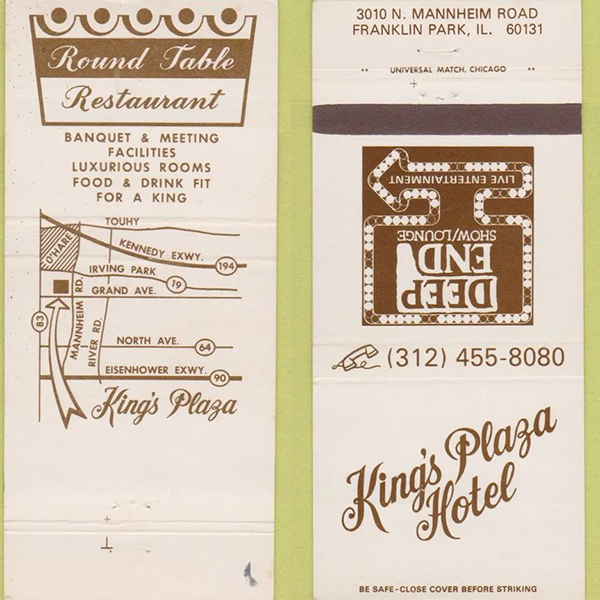 Round Table
Restaurant
BANQUET & MEETING
FACILITIES
LUXURIOUS ROOMS
FOOD & DRINK FIT
FOR A KING
TOUHY
O'HARE
KENNEDY EXWY.
194
IRVING PARK
19
GRAND AVE.
83
MANNHEIM RD.
RIVER RD.
NORTH AVE.
64
EISENHOWER EXWY.
90
King's Plaza
3010 N. MANNHEIM ROAD
FRANKLIN PARK, IL. 60131
UNIVERSAL MATCH, CHICAGO
DEEP
END
SHOW/LOUNGE
LIVE ENTERTAINMENT
(312) 455-8080
King's Plaza
Hotel
BE SAFE-CLOSE COVER BEFORE STRIKING